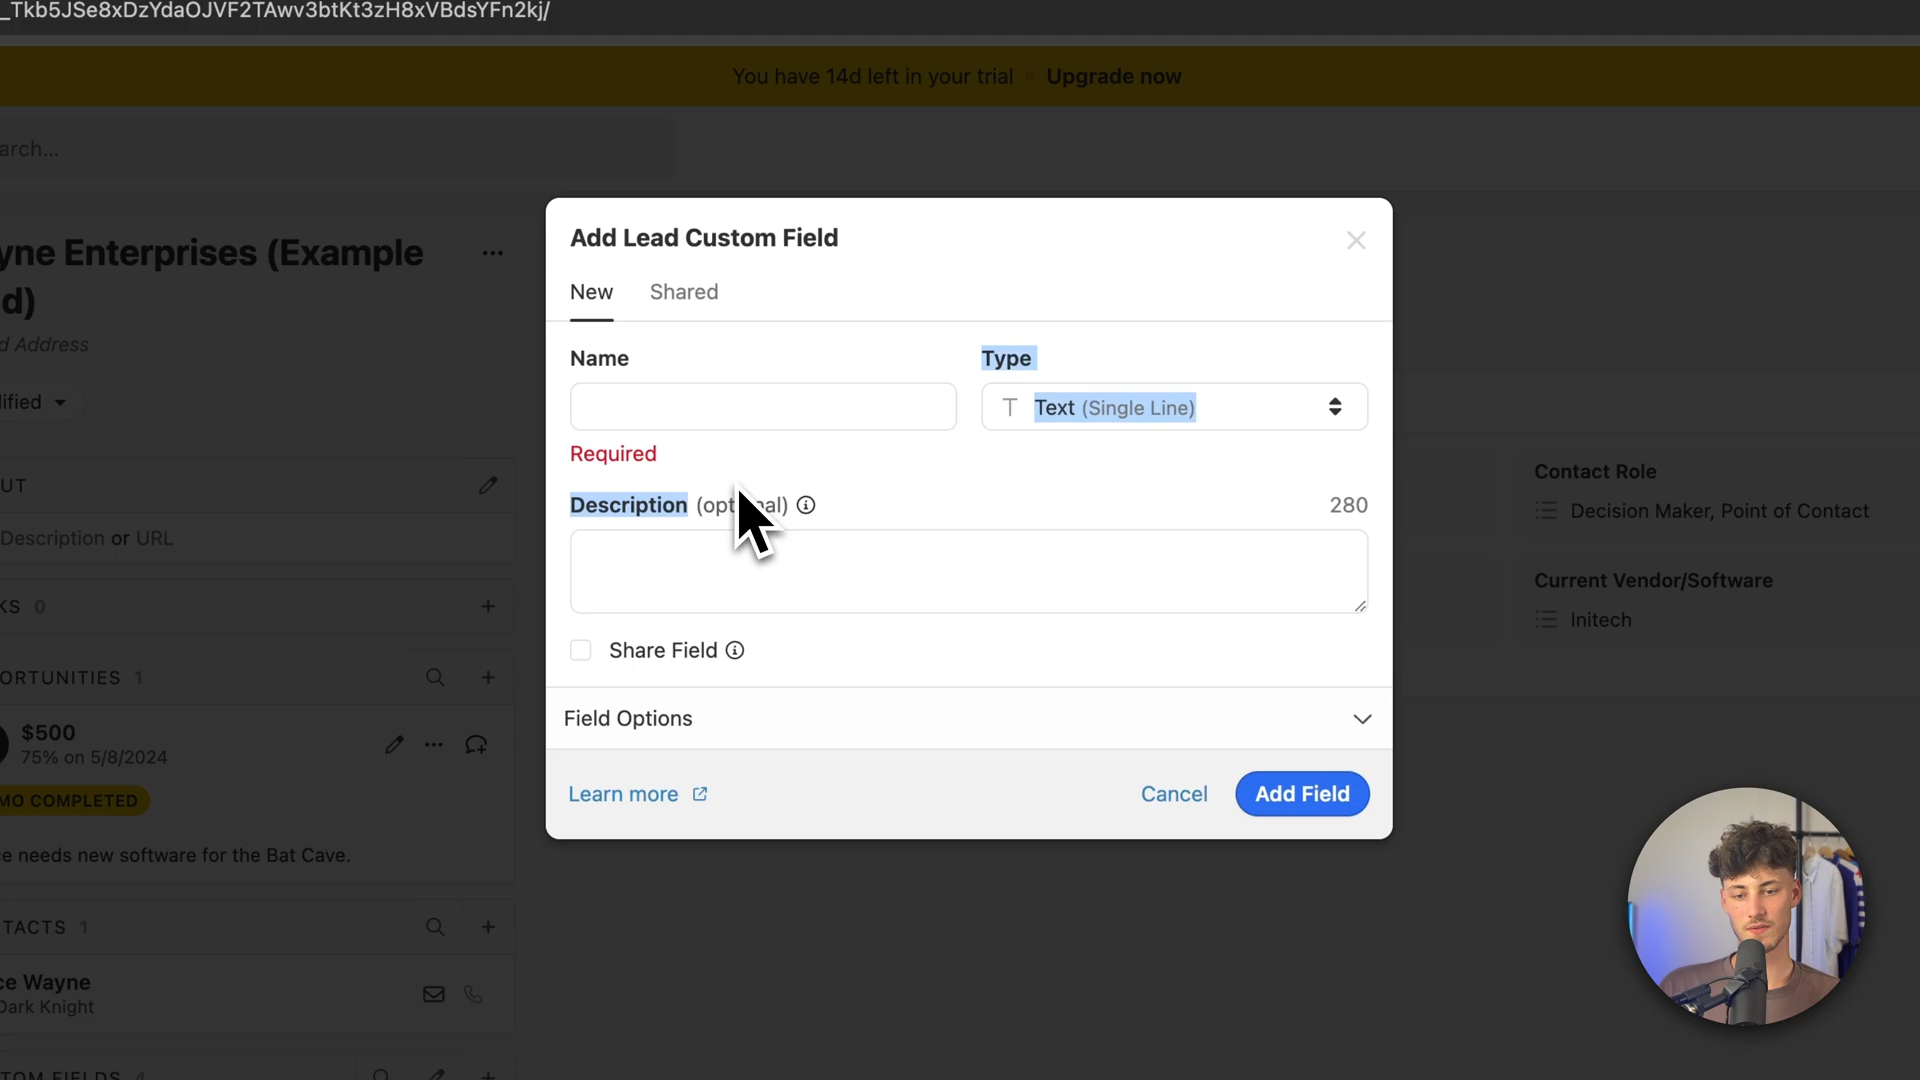 _Tkb5JSe8xDzYdaOJVF2TAwv3btKt3zH8xVBdsYFn2kj/
You have 14d left in your trial • Upgrade now
arch...
yne Enterprises (Example
d)
d Address
ified
UT
Description or URL
KS 0
ORTUNITIES 1
$500
75% on 5/8/2024
MO COMPLETED
e needs new software for the Bat Cave.
TACTS 1
ce Wayne
Dark Knight
TOM FIELDS 4
Add Lead Custom Field
New Shared
Name
Type
Text (Single Line)
Required
Description (optional)
280
Share Field
Field Options
Learn more
Cancel
Add Field
Contact Role
Decision Maker, Point of Contact
Current Vendor/Software
Initech